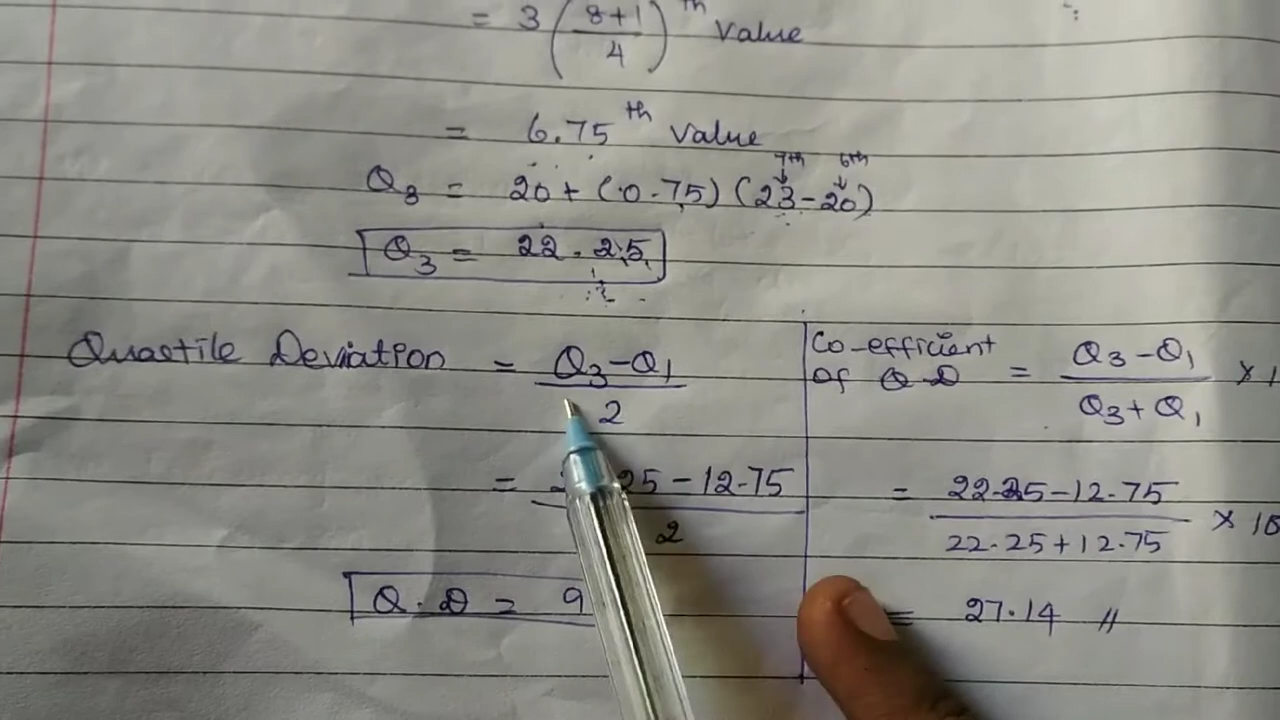 = 3 (8+1/4)th value
= 6.75th value
7th 6th
Q3 = 20 + (0.75) (23-20)
Q3 = 22.25
Quartile Deviation = Q3-Q1/2
= 25-12.75/2
Q.D = 9
Co-efficient
of Q.D = Q3-Q1/Q3+Q1 × 1
= 22.25-12.75/22.25+12.75 × 10
= 27.14 //